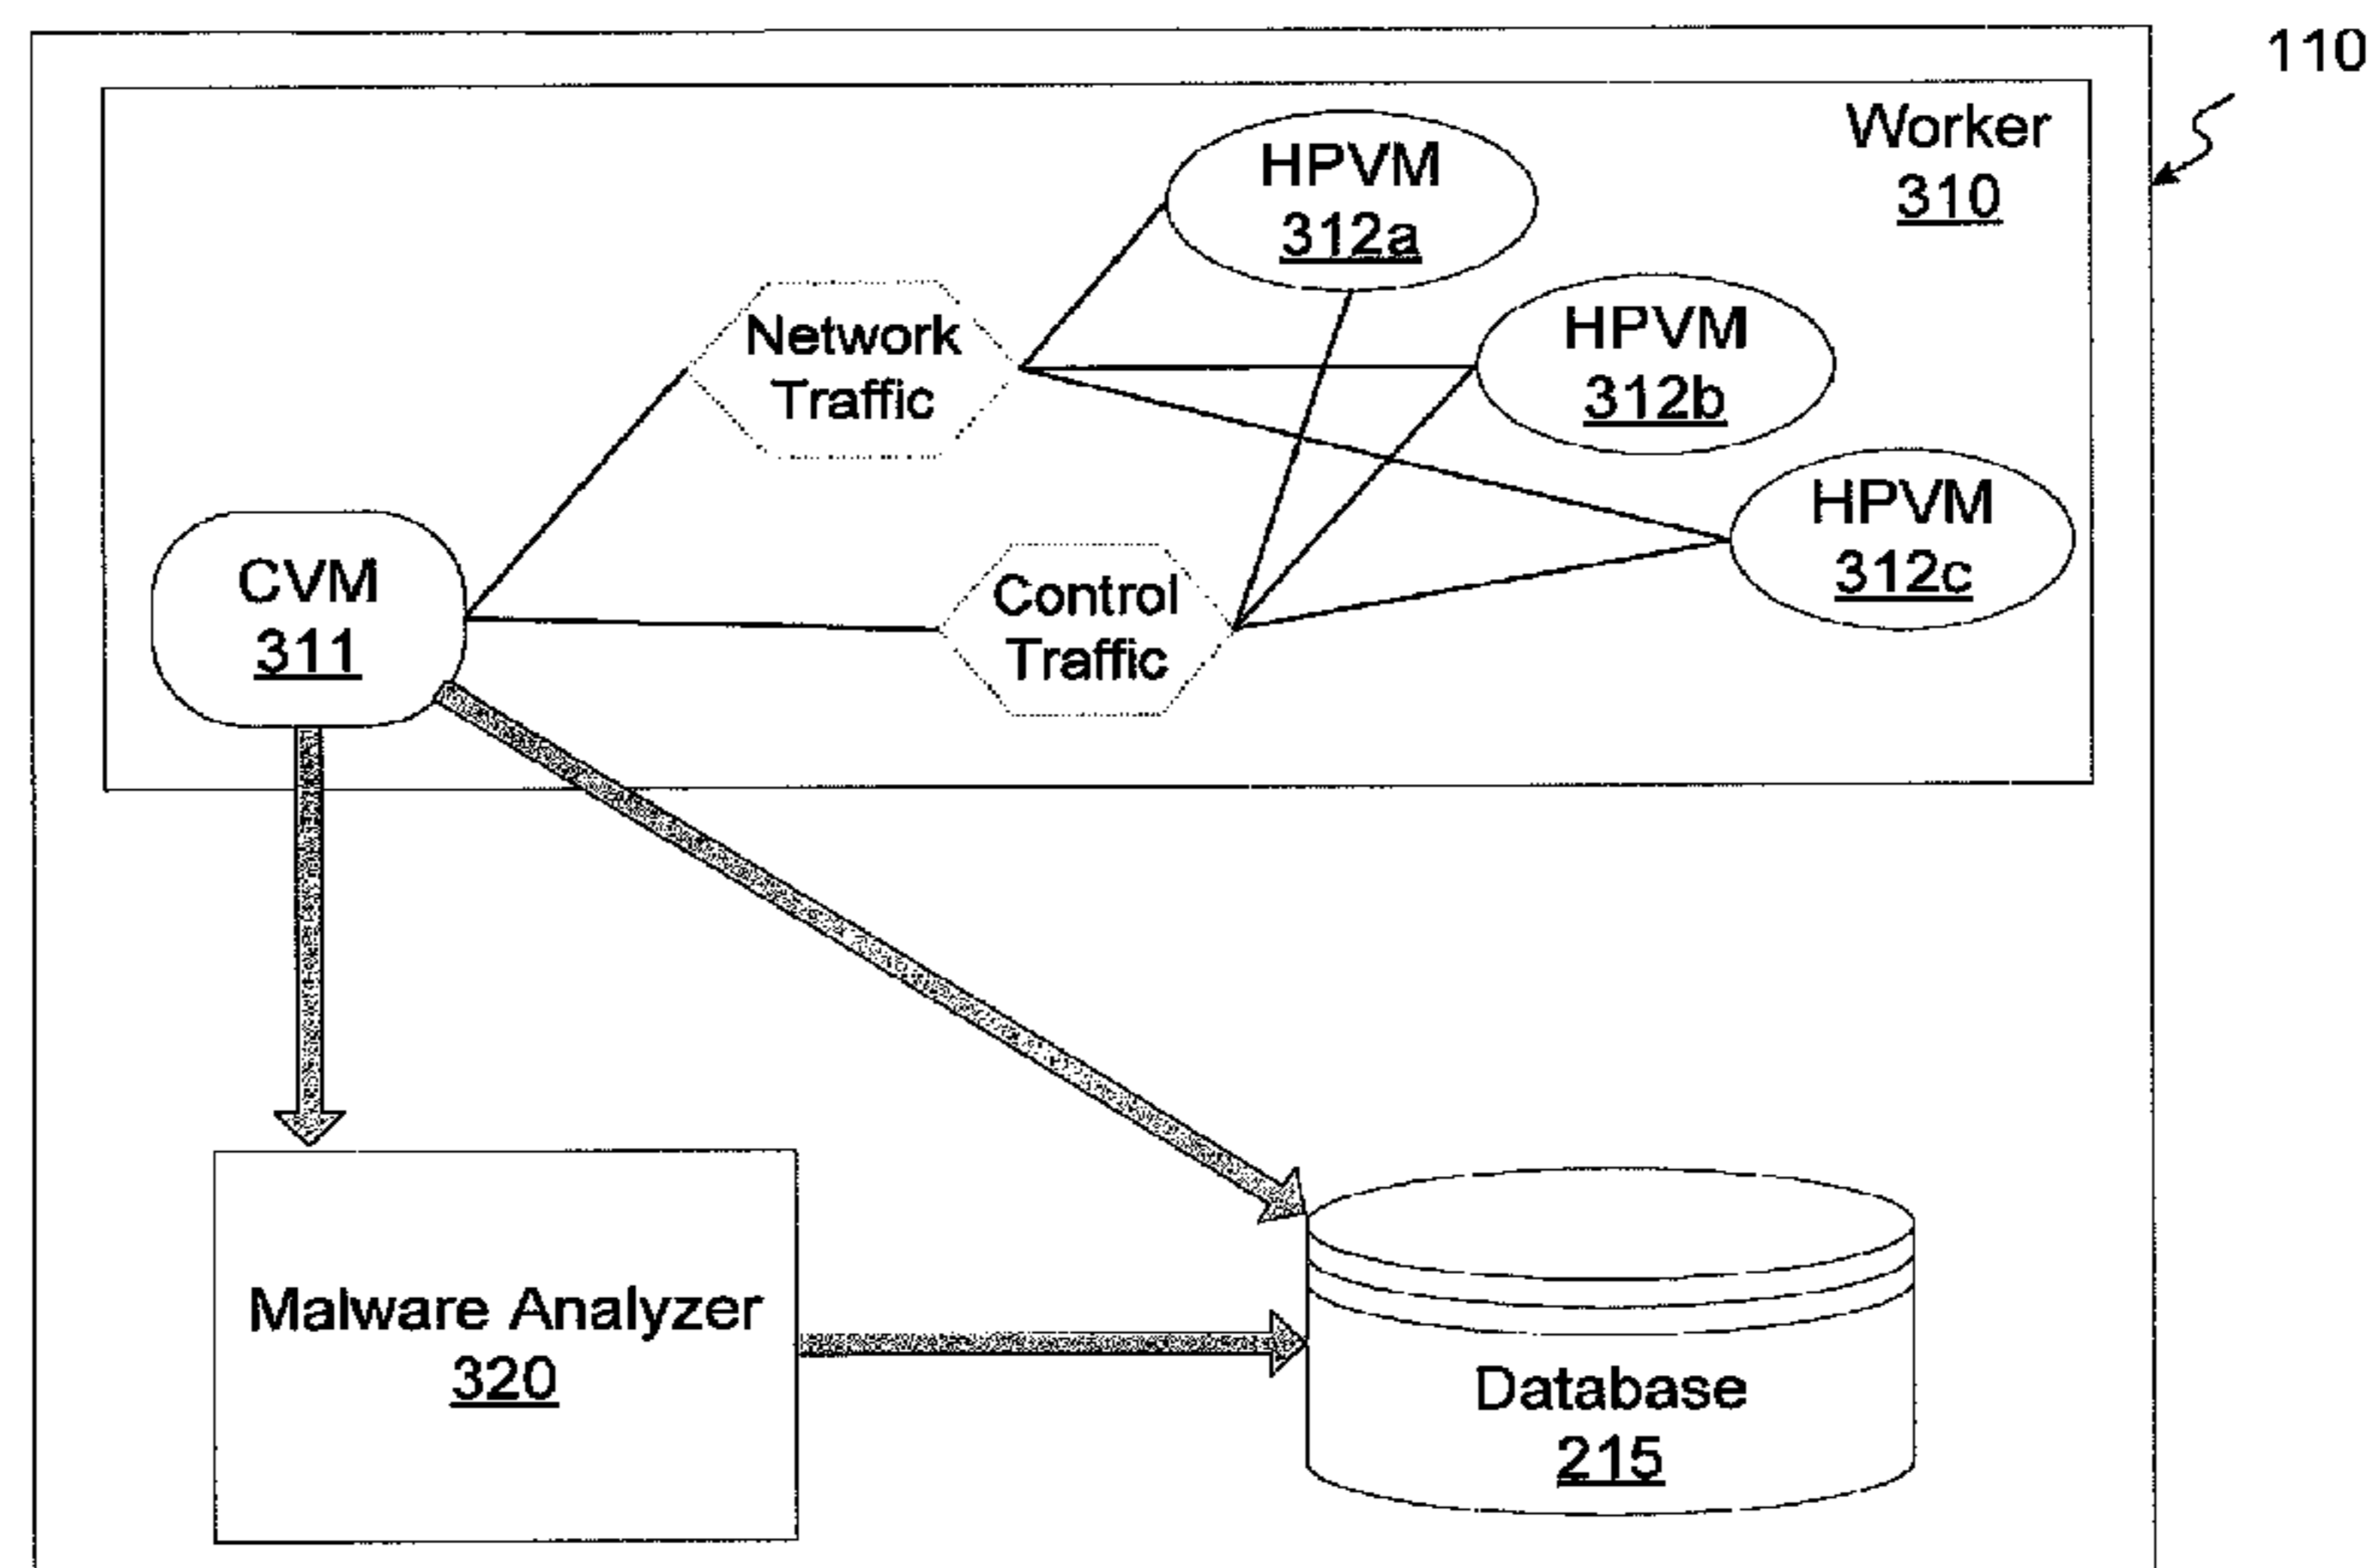 110
Worker
310
HPVM
312a
HPVM
312b
HPVM
312c
Network
Traffic
Control
Traffic
CVM
311
Malware Analyzer
320
Database
215